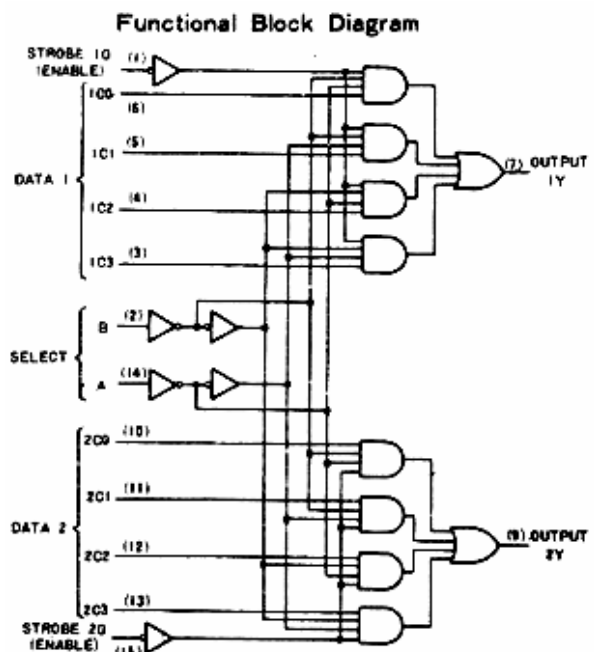 Functional Block Diagram
STROBE 1G (1)
(ENABLE)
1C0
(6)
1C1 (5)
DATA 1
1C2 (4)
1C3 (3)
(7) OUTPUT
1Y
B (2)
SELECT
A (14)
2C0 (10)
2C1 (11)
DATA 2
2C2 (12)
2C3 (13)
(9) OUTPUT
2Y
STROBE 2G
(ENABLE) (15)